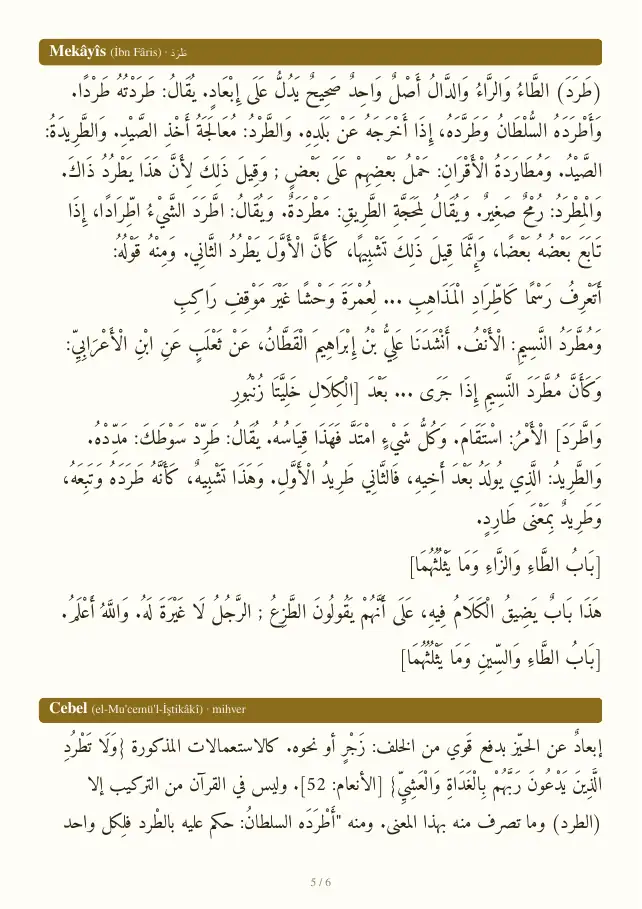 Mekâyîs (İbn Fâris) · طَرَدَ
(طَرَدَ) الطَّاءُ وَالرَّاءُ وَالدَّالُ أَصْلٌ وَاحِدٌ صَحِيحٌ يَدُلُّ عَلَى إِبْعَادٍ. يُقَالُ: طَرَدْتُهُ طَرْدًا.
وَأَطْرَدَهُ السُّلْطَانُ وَطَرَّدَهُ، إِذَا أَخْرَجَهُ عَنْ بَلَدِهِ. وَالطَّرْدُ: مُعَالَجَةُ أَخْذِ الصَّيْدِ. وَالطَّرِيدَةُ:
الصَّيْدُ. وَمُطَارَدَةُ الْأَقْرَانِ: حَمْلُ بَعْضِهِمْ عَلَى بَعْضٍ ; وَقِيلَ ذَلِكَ لِأَنَّ هَذَا يَطْرُدُ ذَاكَ.
وَالْمِطْرَدُ: رُمْحٌ صَغِيرٌ. وَيُقَالُ لِمَحَجَّةِ الطَّرِيقِ: مَطْرَدَةٌ. وَيُقَالُ: اطَّرَدَ الشَّيْءُ اطِّرَادًا، إِذَا
تَابَعَ بَعْضُهُ بَعْضًا، وَإِنَّمَا قِيلَ ذَلِكَ تَشْبِيهًا، كَأَنَّ الْأَوَّلَ يَطْرُدُ الثَّانِي. وَمِنْهُ قَوْلُهُ:
أَتَعْرِفُ رَسْمًا كَاطِّرَادِ الْمَذَاهِبِ ... لِعُمْرَةَ وَحْشًا غَيْرَ مَوْقِفِ رَاكِبِ
وَمُطَّرَدُ النَّسِيمِ: الْأَنْفُ. أَنْشَدَنَا عَلِيُّ بْنُ إِبْرَاهِيمَ الْقَطَّانُ، عَنْ ثَعْلَبٍ عَنِ ابْنِ الْأَعْرَابِيِّ:
وَكَأَنَّ مُطَّرَدَ النَّسِيمِ إِذَا جَرَى ... بَعْدَ [الْكِلَالِ خَلِيَّتَا زُنْبُورِ
وَاطَّرَدَ] الْأَمْرُ: اسْتَقَامَ. وَكُلُّ شَيْءٍ امْتَدَّ فَهَذَا قِيَاسُهُ. يُقَالُ: طَرِّدْ سَوْطَكَ: مَدِّدْهُ.
وَالطَّرِيدُ: الَّذِي يُولَدُ بَعْدَ أَخِيهِ، فَالثَّانِي طَرِيدُ الْأَوَّلِ. وَهَذَا تَشْبِيهٌ، كَأَنَّهُ طَرَدَهُ وَتَبِعَهُ،
وَطَرِيدٌ بِمَعْنَى طَارِدٍ.
[بَابُ الطَّاءِ وَالزَّاءِ وَمَا يَثْلُثُهُمَا]
هَذَا بَابٌ يَضِيقُ الْكَلَامُ فِيهِ، عَلَى أَنَّهُمْ يَقُولُونَ الطَّزِعُ ; الرَّجُلُ لَا غَيْرَةَ لَهُ. وَاللَّهُ أَعْلَمُ.
[بَابُ الطَّاءِ وَالسِّينِ وَمَا يَثْلُثُهُمَا]
Cebel (el-Mu'cemü'l-İştikâkî) · mihver
إبعادٌ عن الحيّز بدفع قَوي من الخلف: زَجْرٍ أو نحوه. كالاستعمالات المذكورة {وَلَا تَطْرُدِ
الَّذِينَ يَدْعُونَ رَبَّهُمْ بِالْغَدَاةِ وَالْعَشِيِّ} [الأنعام: 52]. وليس في القرآن من التركيب إلا
(الطرد) وما تصرف منه بهذا المعنى. ومنه "أَطْرَدَه السلطانُ: حكم عليه بالطْرد فلِكل واحد
5 / 6